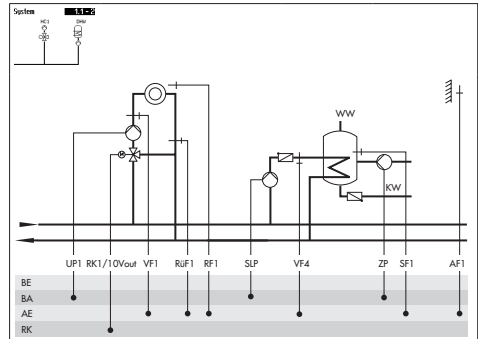 System 1.1 - 2
HC1 DHW
WW
M
KW
UP1 RK1/10Vout VF1 RüF1 RF1 SLP VF4 ZP SF1 AF1
BE
BA
AE
RK